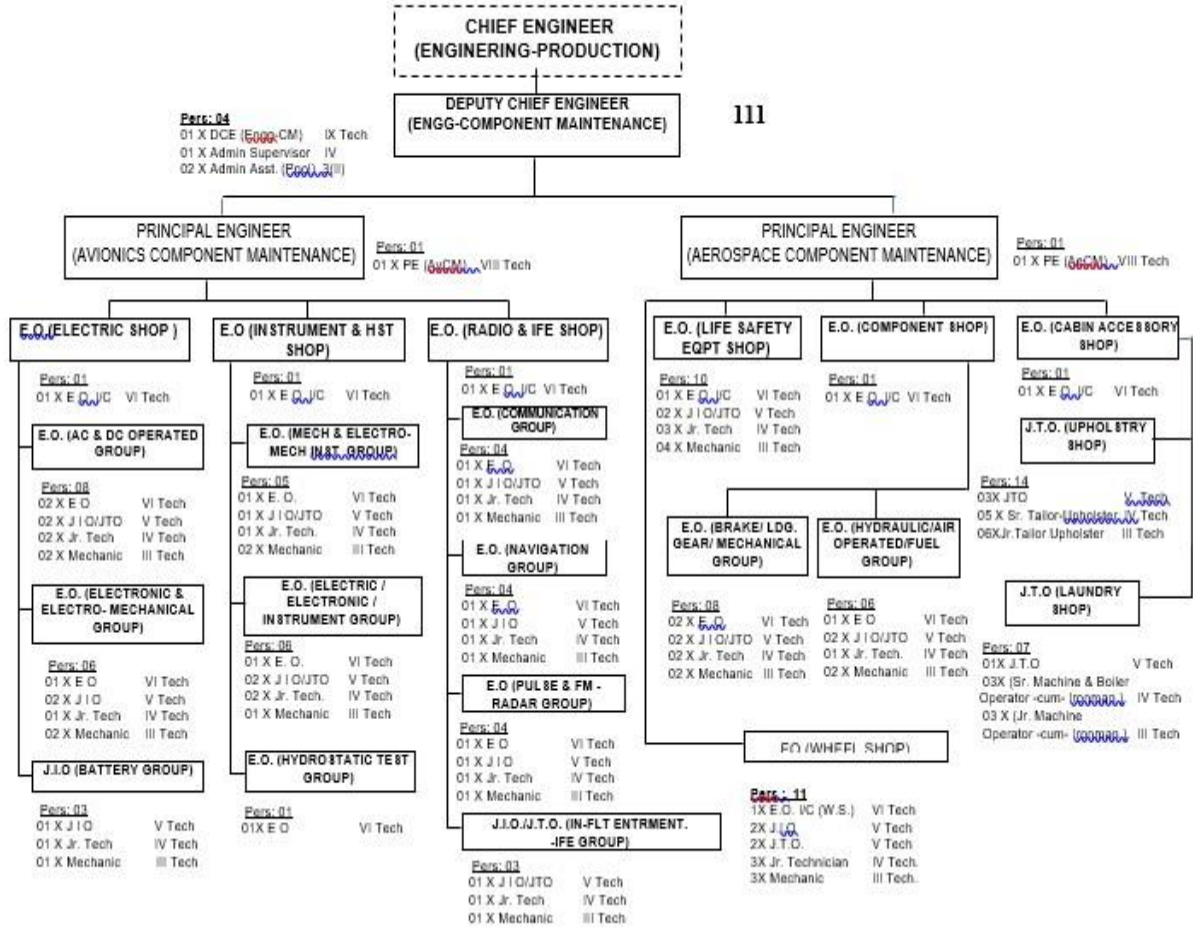 CHIEF ENGINEER
(ENGINERING-PRODUCTION)
DEPUTY CHIEF ENGINEER
(ENGG-COMPONENT MAINTENANCE)
111
Pers: 04
01 X DCE (Engg-CM) IX Tech
01 X Admin Supervisor IV
02 X Admin Asst. (Pool) 3(II)
PRINCIPAL ENGINEER
(AVIONICS COMPONENT MAINTENANCE)
Pers: 01
01 X PE (AvCM) VIII Tech
PRINCIPAL ENGINEER
(AEROSPACE COMPONENT MAINTENANCE)
Pers: 01
01 X PE (AeCM) VIII Tech
E.O.(ELECTRIC SHOP )
Pers: 01
01 X E O. I/C VI Tech
E.O. (AC & DC OPERATED
GROUP)
Pers: 08
02 X E O VI Tech
02 X J I O/JTO V Tech
02 X Jr. Tech IV Tech
02 X Mechanic III Tech
E.O. (ELECTRONIC &
ELECTRO- MECHANICAL
GROUP)
Pers: 06
01 X E O VI Tech
02 X J I O V Tech
01 X Jr. Tech IV Tech
02 X Mechanic III Tech
J.I.O (BATTERY GROUP)
Pers: 03
01 X J I O V Tech
01 X Jr. Tech IV Tech
01 X Mechanic III Tech
E.O (INSTRUMENT & HST
SHOP)
Pers: 01
01 X E O. I/C VI Tech
E.O. (MECH & ELECTRO-
MECH INST. GROUP)
Pers: 05
01 X E. O. VI Tech
01 X J I O/JTO V Tech
01 X Jr. Tech. IV Tech
02 X Mechanic III Tech
E.O. (ELECTRIC /
ELECTRONIC /
INSTRUMENT GROUP)
Pers: 06
01 X E. O. VI Tech
02 X J I O/JTO V Tech
02 X Jr. Tech. IV Tech
01 X Mechanic III Tech
E.O. (HYDROSTATIC TEST
GROUP)
Pers: 01
01X E O VI Tech
E.O. (RADIO & IFE SHOP)
Pers: 01
01 X E O. I/C VI Tech
E.O. (COMMUNICATION
GROUP)
Pers: 04
01 X E. O. VI Tech
01 X J I O/JTO V Tech
01 X Jr. Tech IV Tech
01 X Mechanic III Tech
E.O. (NAVIGATION
GROUP)
Pers: 04
01 X E. O. VI Tech
01 X J I O V Tech
01 X Jr. Tech IV Tech
01 X Mechanic III Tech
E.O (PULSE & FM -
RADAR GROUP)
Pers: 04
01 X E O VI Tech
01 X J I O V Tech
01 X Jr. Tech IV Tech
01 X Mechanic III Tech
J.I.O./J.T.O. (IN-FLT ENTRMENT.
-IFE GROUP)
Pers: 03
01 X J I O/JTO V Tech
01 X Jr. Tech IV Tech
01 X Mechanic III Tech
E.O. (LIFE SAFETY
EQPT SHOP)
Pers: 10
01 X E O. I/C VI Tech
02 X J I O/JTO V Tech
03 X Jr. Tech IV Tech
04 X Mechanic III Tech
E.O. (COMPONENT SHOP)
Pers: 01
01 X E O. I/C VI Tech
E.O. (BRAKE/ LDG.
GEAR/ MECHANICAL
GROUP)
Pers: 08
02 X E. O. VI Tech
02 X J I O/JTO V Tech
02 X Jr. Tech IV Tech
02 X Mechanic III Tech
E.O. (HYDRAULIC/AIR
OPERATED/FUEL
GROUP)
Pers: 06
01 X E O VI Tech
02 X J I O/JTO V Tech
01 X Jr. Tech. IV Tech
02 X Mechanic III Tech
EO (WHEEL SHOP)
Pers : 11
1X E.O. I/C (W.S.) VI Tech
2X J.I.O. V Tech
2X J.T.O. V Tech
3X Jr. Technician IV Tech.
3X Mechanic III Tech.
E.O. (CABIN ACCESSORY
SHOP)
Pers: 01
01 X E O. I/C VI Tech
J.T.O. (UPHOLSTRY
SHOP)
Pers: 14
03X JTO V Tech
05 X Sr. Tailor-Upholster IV Tech
06XJr.Tailor Upholster III Tech
J.T.O (LAUNDRY
SHOP)
Pers: 07
01X J.T.O V Tech
03X (Sr. Machine & Boiler
Operator -cum- Ironman ) IV Tech
03 X (Jr. Machine
Operator -cum- Ironman ) III Tech